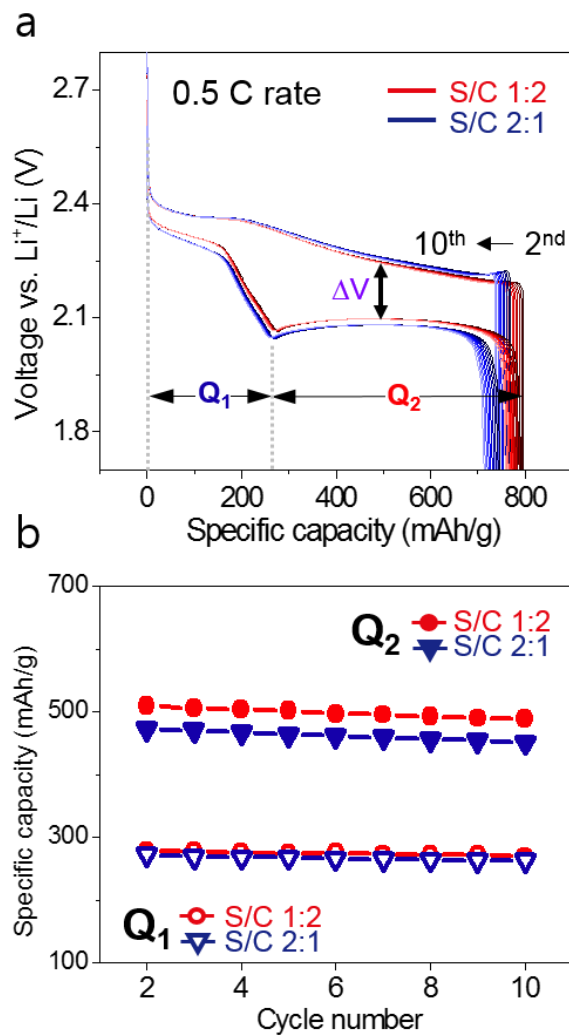 a
0.5 C rate
S/C 1:2
S/C 2:1
10th ← 2nd
ΔV
Q1
Q2
2.7
2.4
2.1
1.8
Voltage vs. Li+/Li (V)
0
200
400
600
800
Specific capacity (mAh/g)
b
Q2
S/C 1:2
S/C 2:1
Q1
S/C 1:2
S/C 2:1
700
500
300
100
Specific capacity (mAh/g)
2
4
6
8
10
Cycle number